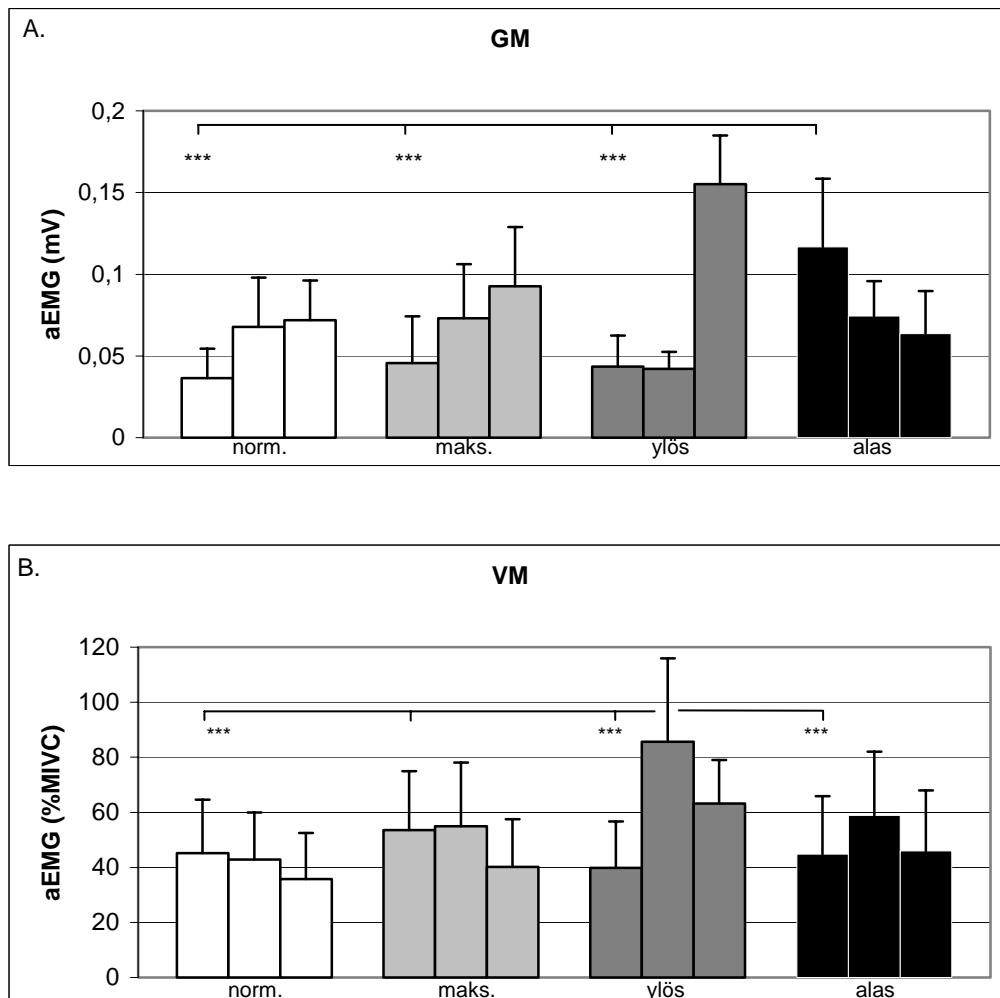 A.
GM
aEMG (mV)
0,2
0,15
0,1
0,05
0
*** *** ***
norm. maks. ylös alas
B.
VM
aEMG (%MIVC)
120
100
80
60
40
20
0
*** *** ***
norm. maks. ylös alas